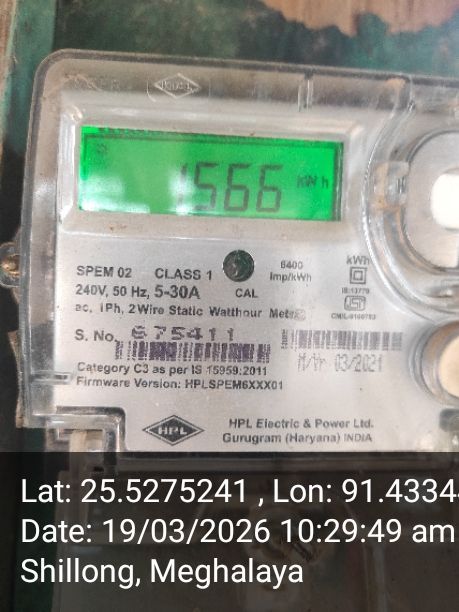 1566 kWh
SPEM 02 CLASS 1 6400 imp/kWh kWh
240V, 50 Hz, 5-30A CAL IS:13779
ac, 1Ph, 2Wire Static Watthour Meter
S. No. 675411
M/Yr 03/2021
Category C3 as per IS 15959:2011
Firmware Version: HPLSPEM6XXX01
HPL
HPL Electric & Power Ltd.
Gurugram (Haryana) INDIA
Lat: 25.5275241 , Lon: 91.4334
Date: 19/03/2026 10:29:49 am
Shillong, Meghalaya